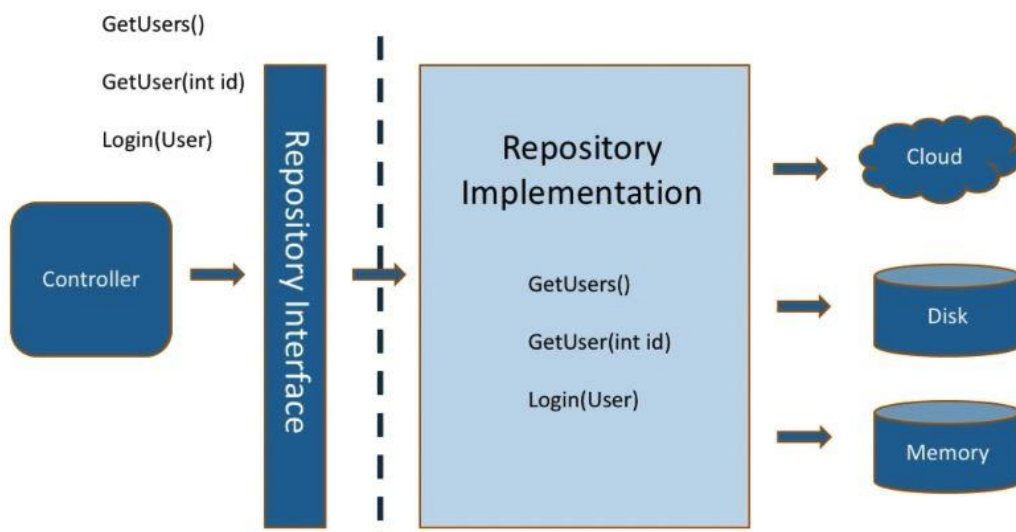 GetUsers()
GetUser(int id)
Login(User)
Controller
Repository Interface
Repository
Implementation
GetUsers()
GetUser(int id)
Login(User)
Cloud
Disk
Memory